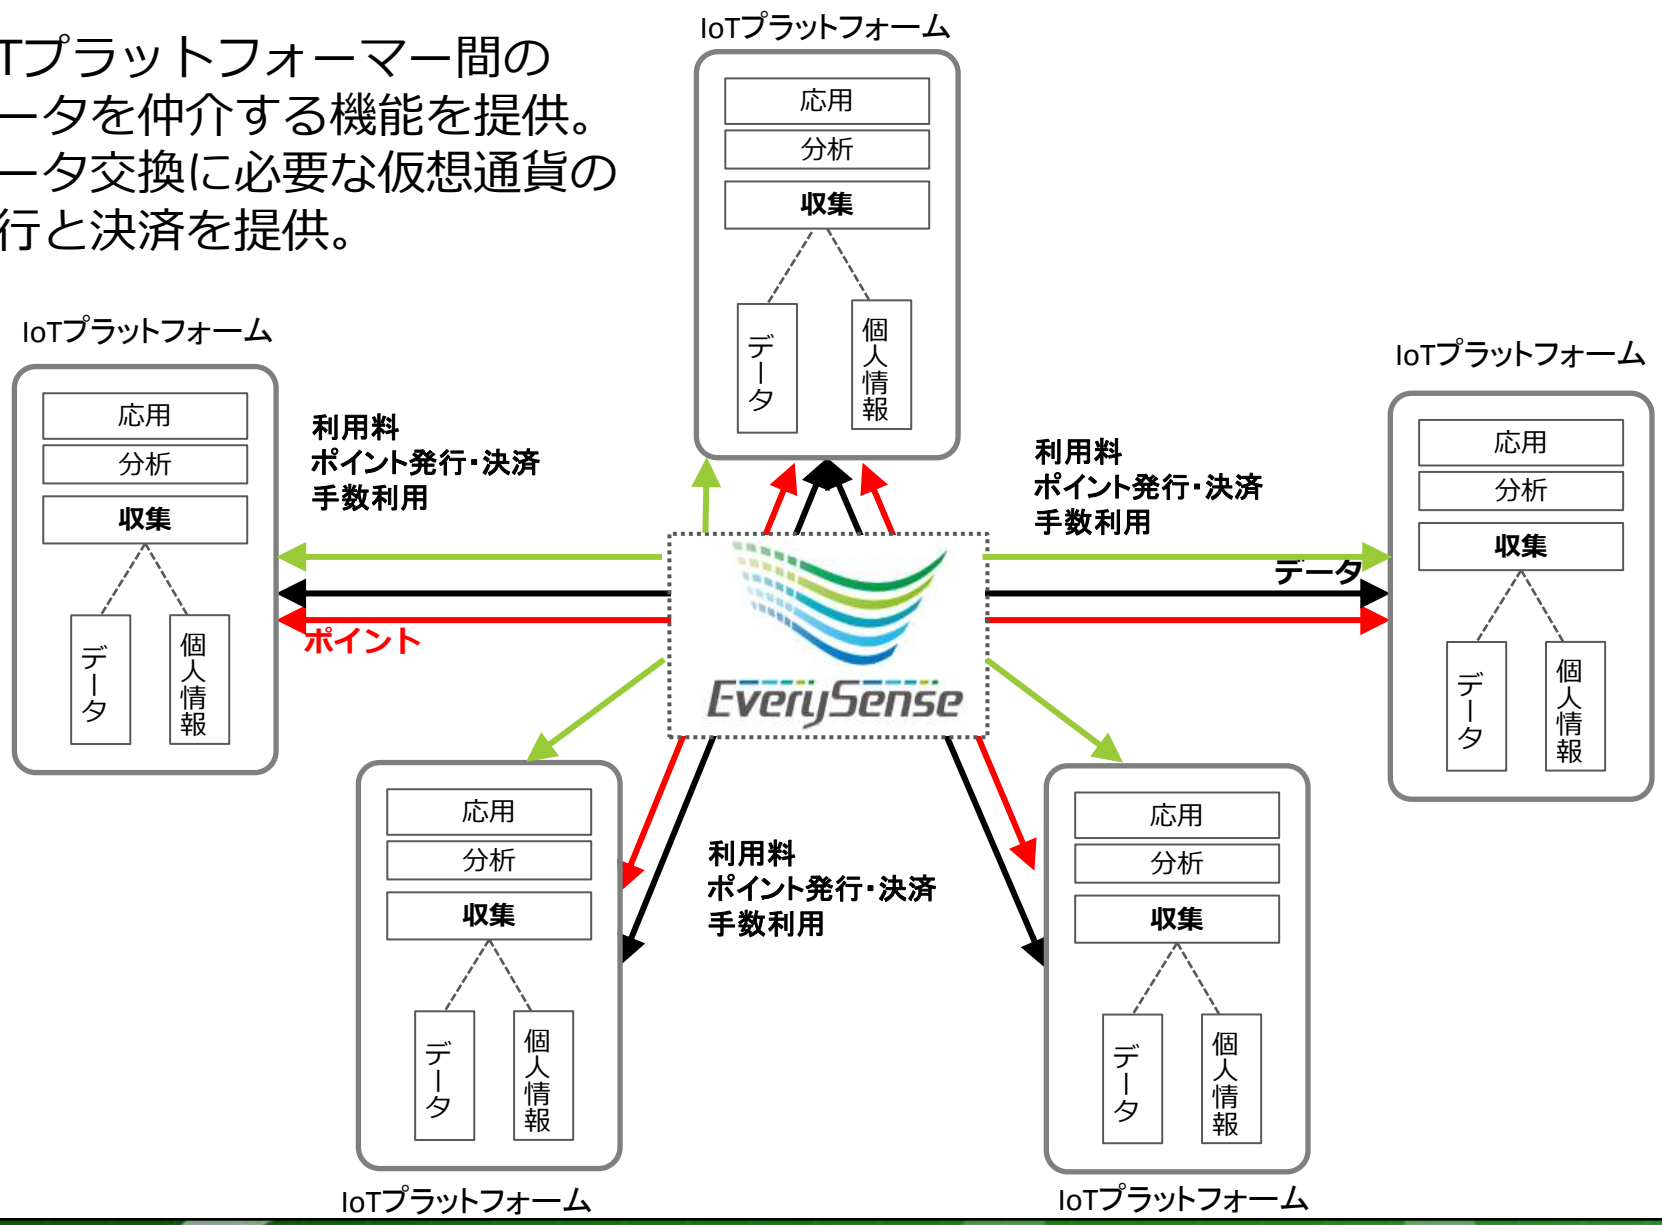 Tプラットフォーマー間の
ータを仲介する機能を提供。
ータ交換に必要な仮想通貨の
行と決済を提供。
IoTプラットフォーム
応用
分析
収集
データ
個人情報
IoTプラットフォーム
応用
分析
収集
データ
個人情報
利用料
ポイント発行・決済
手数利用
ポイント
EverySense
利用料
ポイント発行・決済
手数利用
データ
IoTプラットフォーム
応用
分析
収集
データ
個人情報
応用
分析
収集
データ
個人情報
IoTプラットフォーム
利用料
ポイント発行・決済
手数利用
応用
分析
収集
データ
個人情報
IoTプラットフォーム